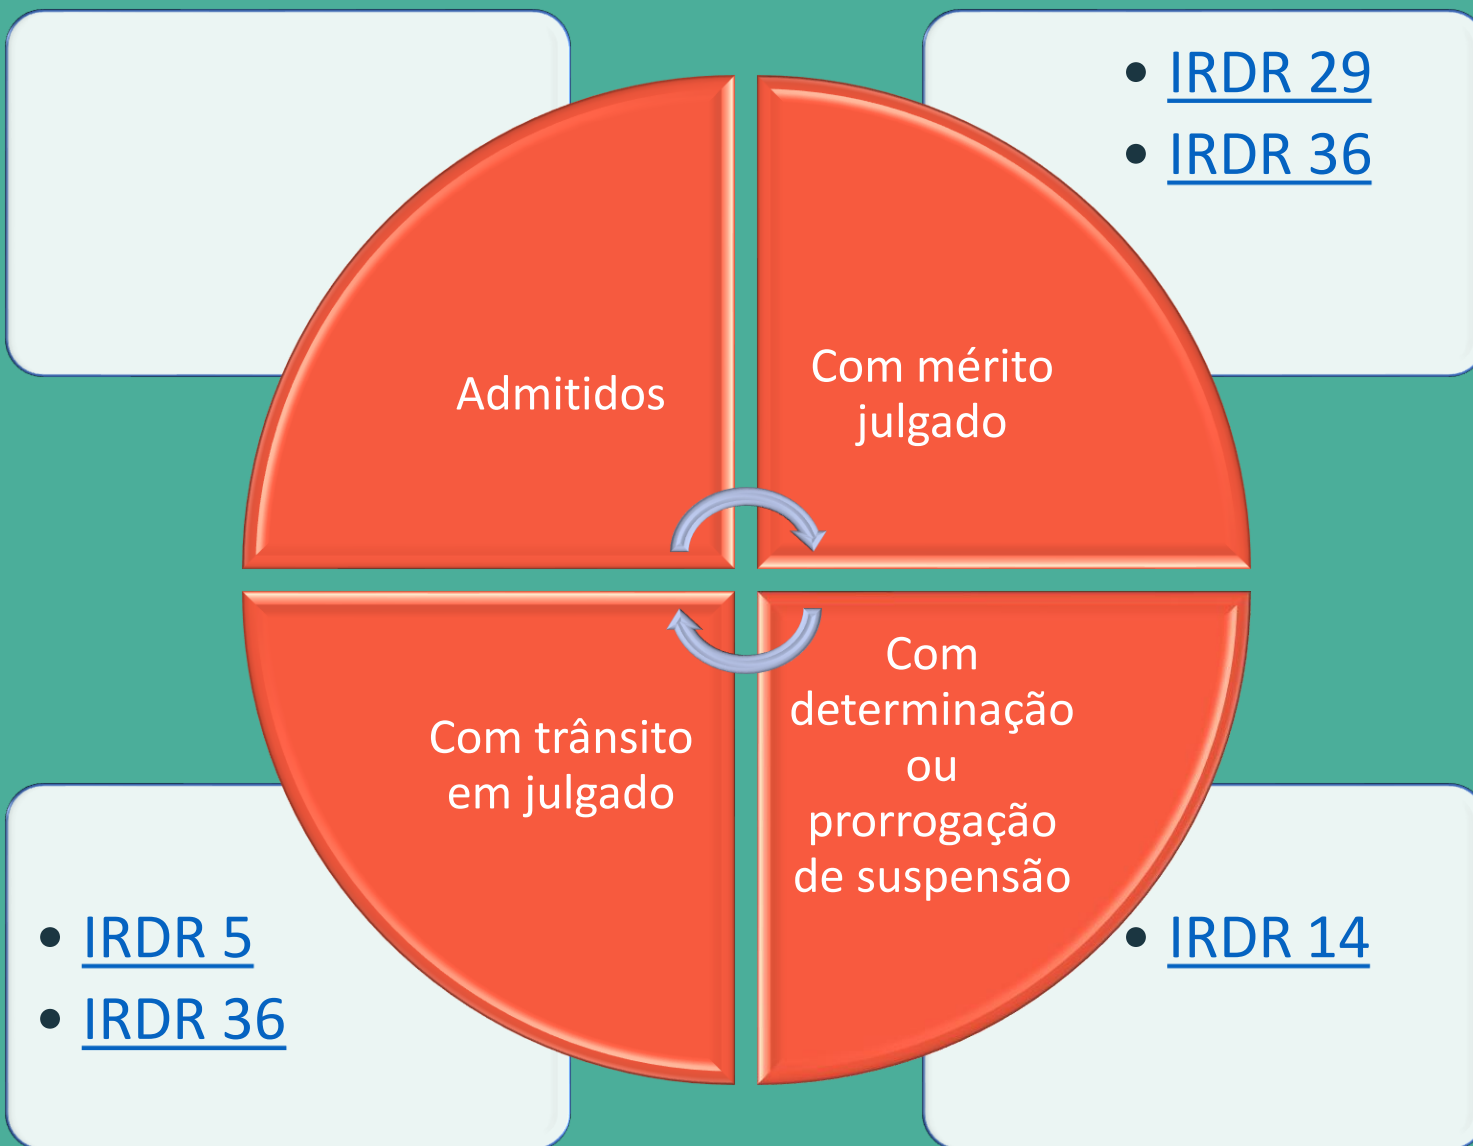 • IRDR 29
• IRDR 36
Admitidos
Com mérito
julgado
Com trânsito
em julgado
Com
determinação
ou
prorrogação
de suspensão
• IRDR 5
• IRDR 36
• IRDR 14